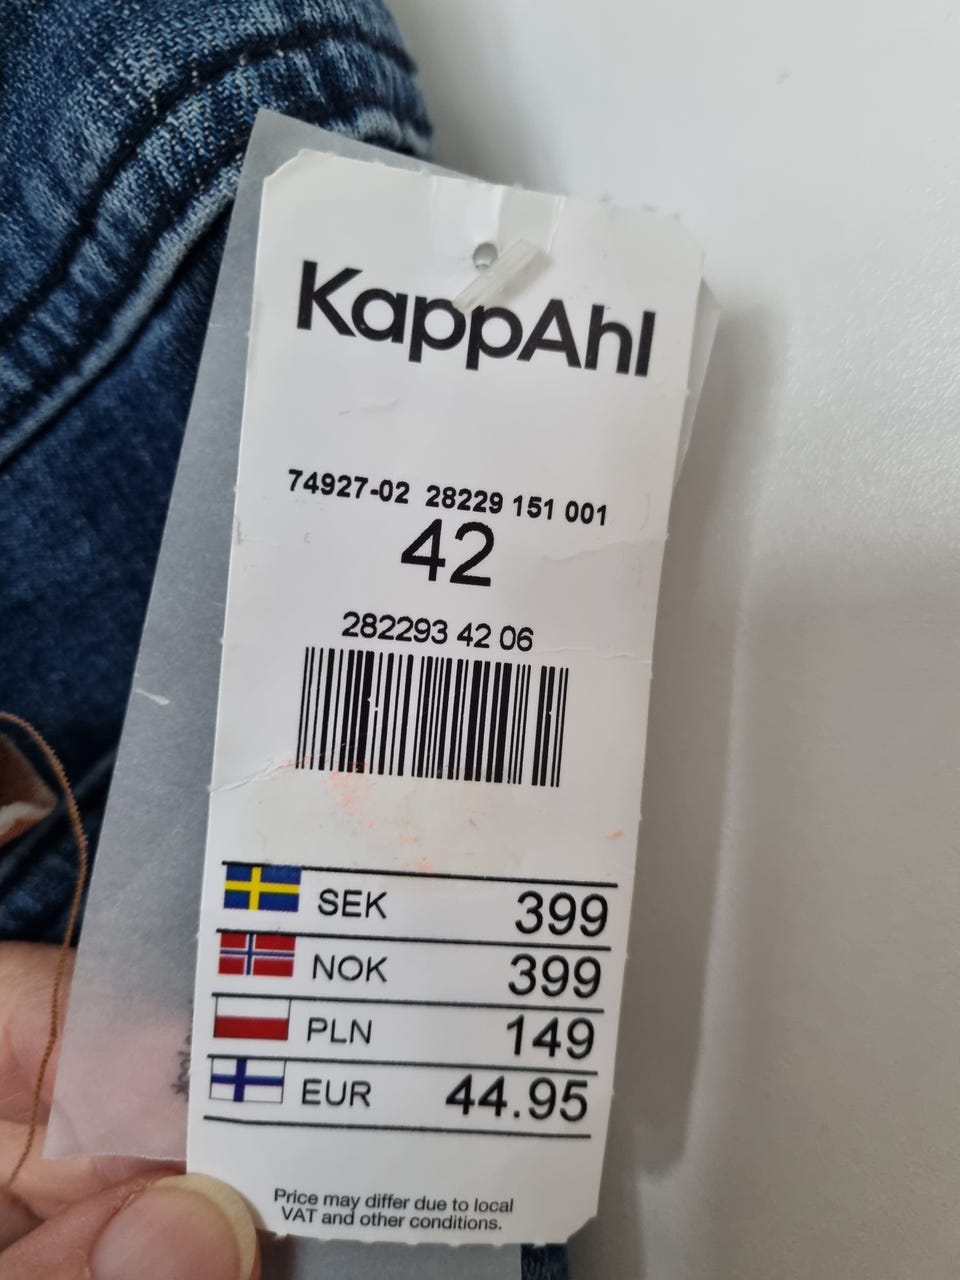 KappAhl
74927-02 28229 151 001
42
282293 42 06
SEK 399
NOK 399
PLN 149
EUR 44.95
Price may differ due to local
VAT and other conditions.